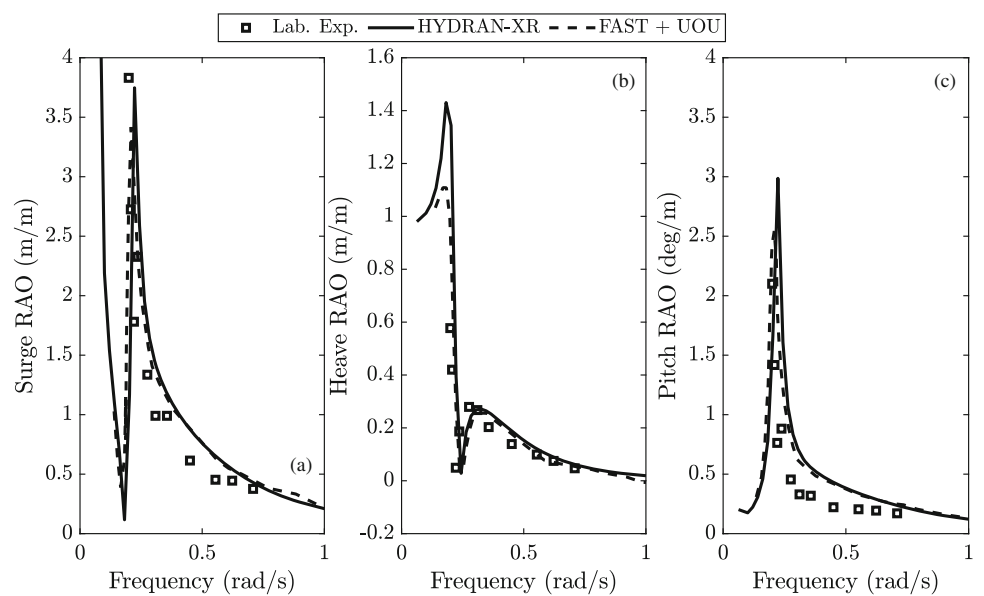 Lab. Exp. HYDRAN-XR FAST + UOU
Surge RAO (m/m)
4
3.5
3
2.5
2
1.5
1
0.5
0
(a)
0 0.5 1
Frequency (rad/s)
Heave RAO (m/m)
1.6
1.4
1.2
1
0.8
0.6
0.4
0.2
0
-0.2
(b)
0 0.5 1
Frequency (rad/s)
Pitch RAO (deg/m)
4
3.5
3
2.5
2
1.5
1
0.5
0
(c)
0 0.5 1
Frequency (rad/s)